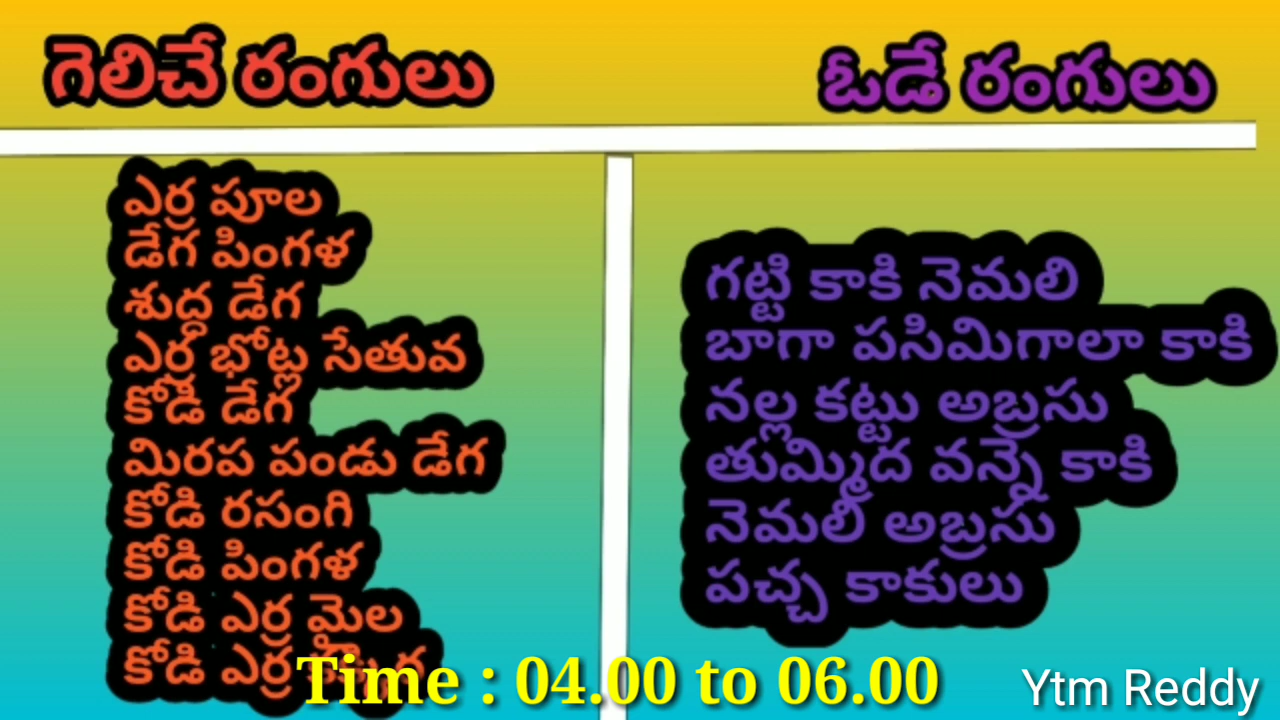 గెలిచే రంగులు
ఓడే రంగులు
ఎర్ర పూల
డేగ పింగళ
శుద్ధ డేగ
ఎర్ర భోట్ల సేతువ
కోడి డేగ
మిరప పండు డేగ
కోడి రసంగి
కోడి పింగళ
కోడి ఎర్ర మైల
కోడి ఎర్ర
గట్టి కాకి నెమలి
బాగా పసిమిగాలా కాకి
నల్ల కట్టు అబ్రసు
తుమ్మిద వన్నె కాకి
నెమలి అబ్రసు
పచ్చ కాకులు
Time : 04.00 to 06.00
Ytm Reddy